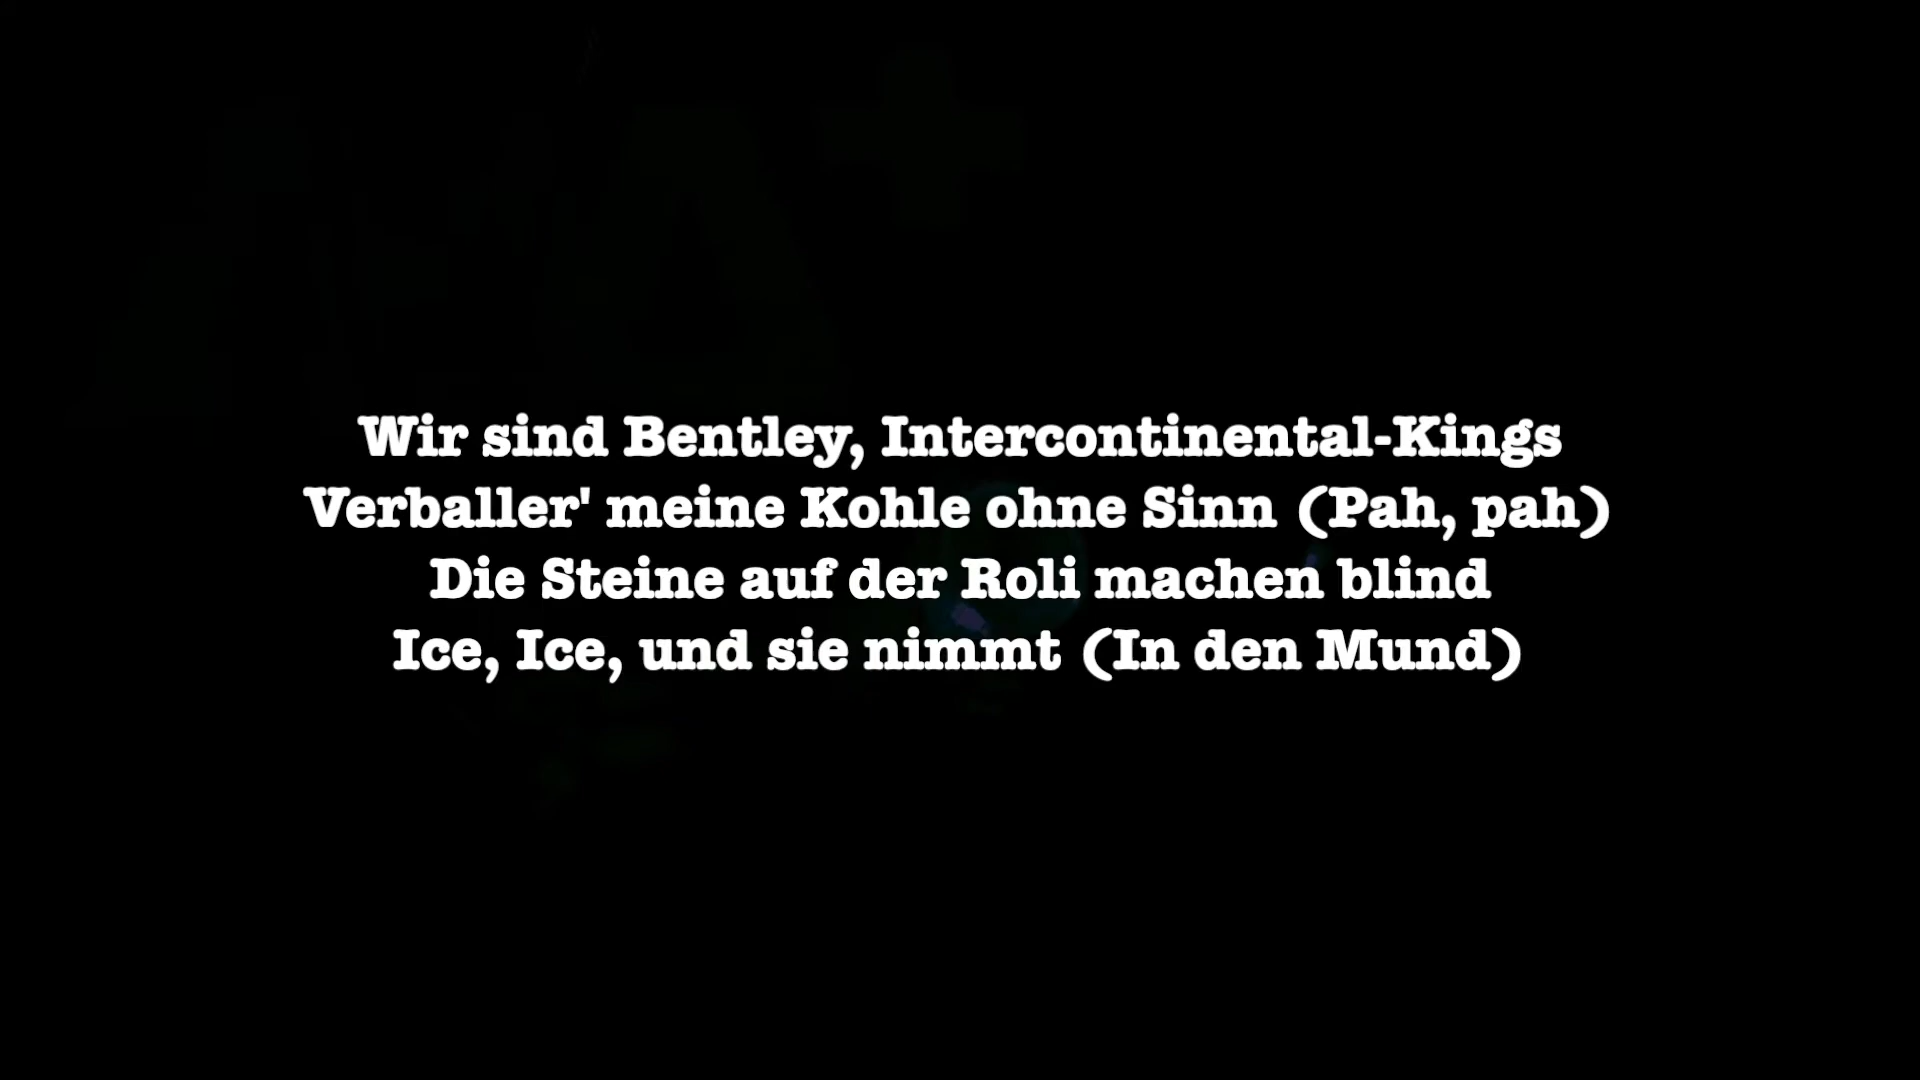 Wir sind Bentley, Intercontinental-Kings
Verballer' meine Kohle ohne Sinn (Pah, pah)
Die Steine auf der Roli machen blind
Ice, Ice, und sie nimmt (In den Mund)